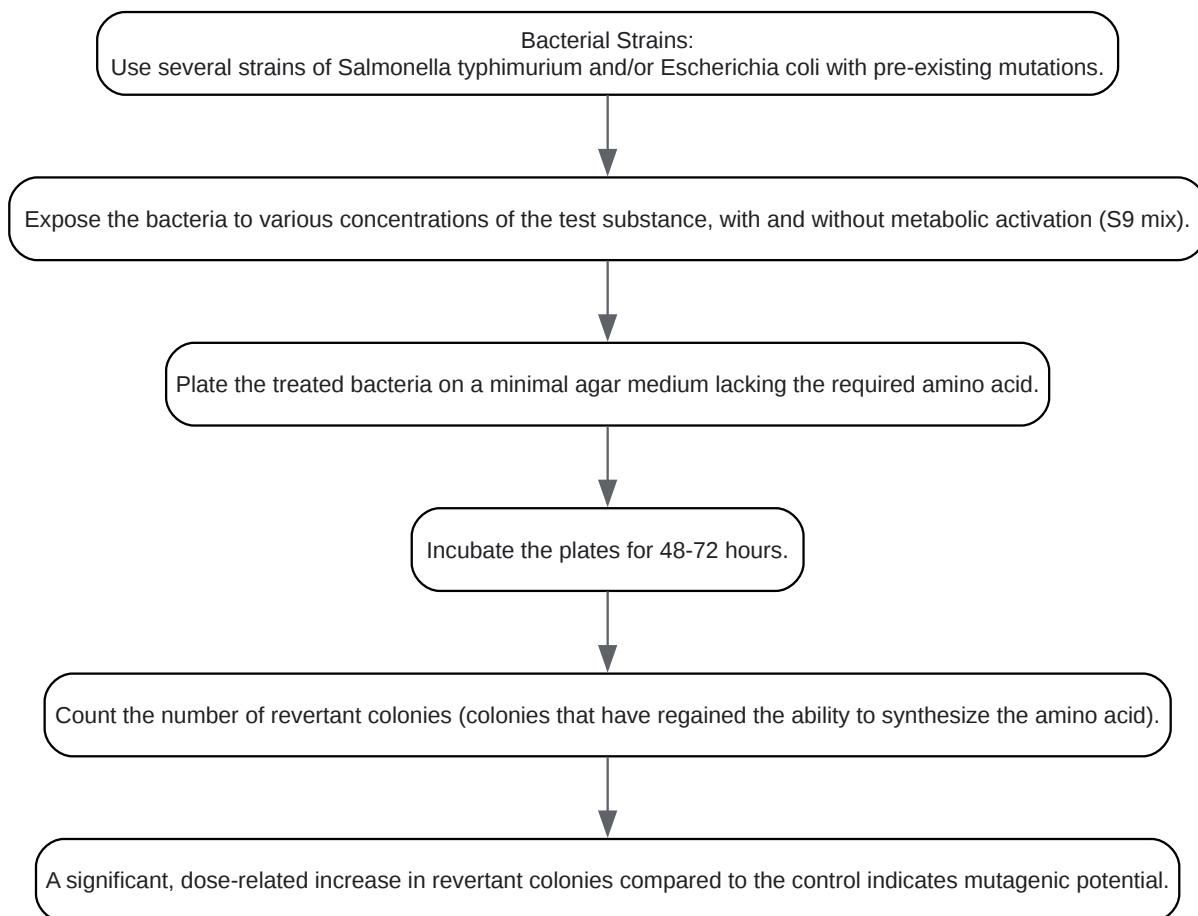 Bacterial Strains:
Use several strains of Salmonella typhimurium and/or Escherichia coli with pre-existing mutations.
Expose the bacteria to various concentrations of the test substance, with and without metabolic activation (S9 mix).
Plate the treated bacteria on a minimal agar medium lacking the required amino acid.
Incubate the plates for 48-72 hours.
Count the number of revertant colonies (colonies that have regained the ability to synthesize the amino acid).
A significant, dose-related increase in revertant colonies compared to the control indicates mutagenic potential.